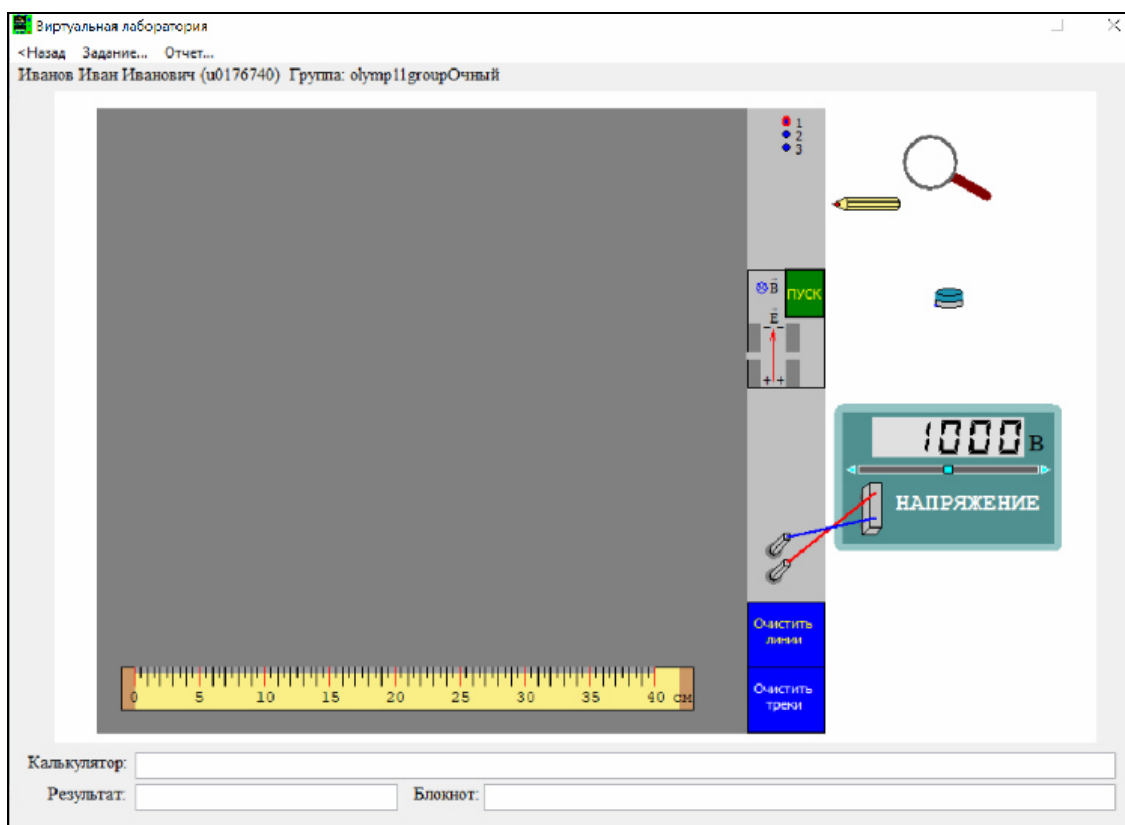 Виртуальная лаборатория
<Назад Задание... Отчет...
Иванов Иван Иванович (u0176740) Группа: olymp11groupОчный
1
2
3
B
ПУСК
E
+ +
1000 В
НАПРЯЖЕНИЕ
Очистить
линии
Очистить
треки
0 5 10 15 20 25 30 35 40 см
Калькулятор:
Результат:
Блокнот: